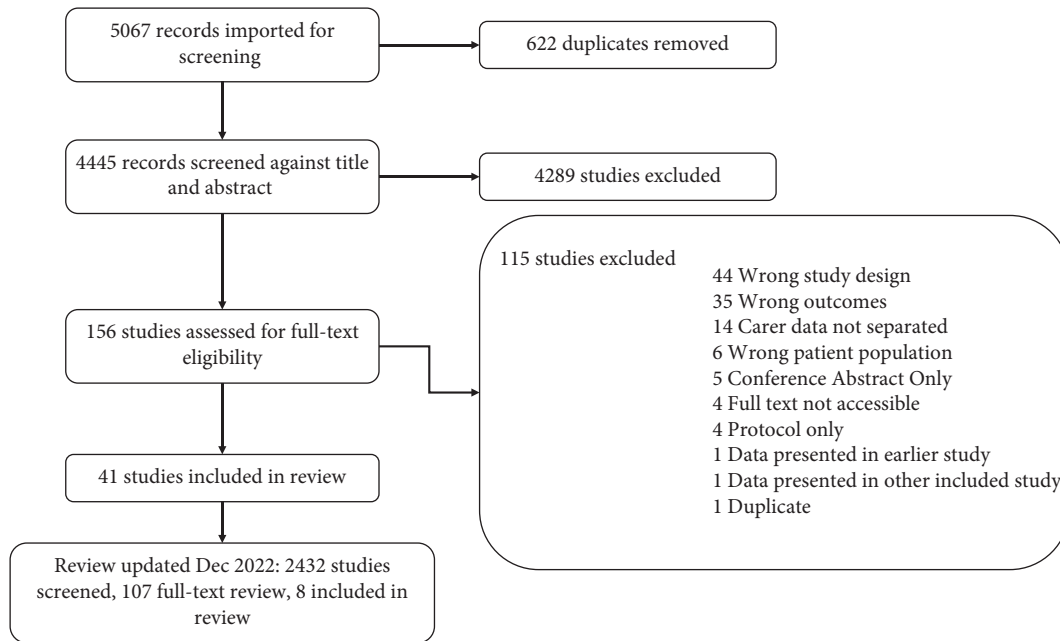 5067 records imported for
screening
622 duplicates removed
4445 records screened against title
and abstract
4289 studies excluded
115 studies excluded
44 Wrong study design
35 Wrong outcomes
14 Carer data not separated
6 Wrong patient population
5 Conference Abstract Only
4 Full text not accessible
4 Protocol only
1 Data presented in earlier study
1 Data presented in other included study
1 Duplicate
156 studies assessed for full-text
eligibility
41 studies included in review
Review updated Dec 2022: 2432 studies
screened, 107 full-text review, 8 included in
review